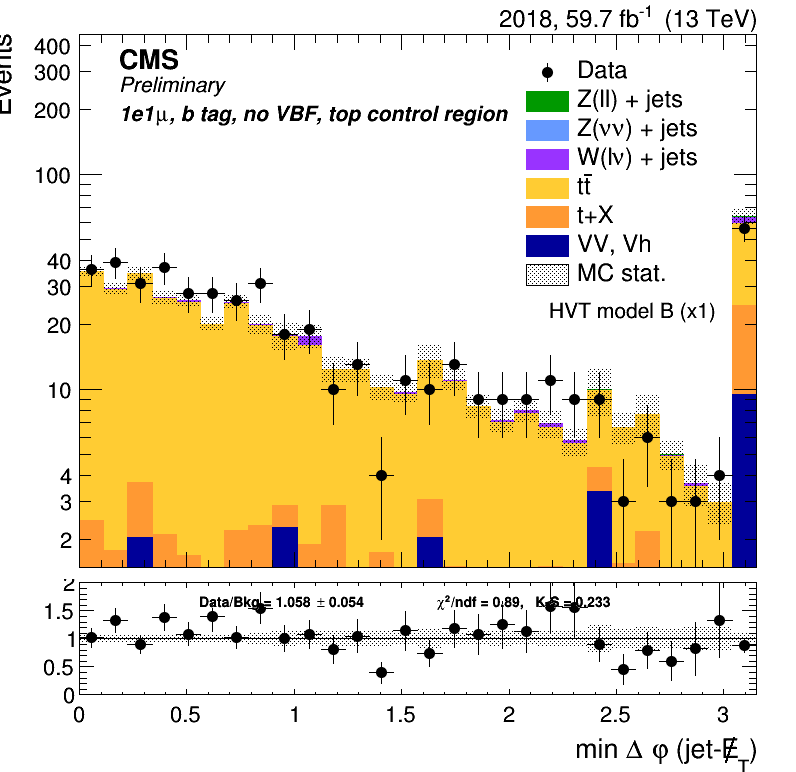 2018, 59.7 fb⁻¹ (13 TeV)
Events
400
300
200
100
40
30
20
10
4
3
2
CMS
Preliminary
1e1μ, b tag, no VBF, top control region
Data
Z(ll) + jets
Z(νν) + jets
W(lν) + jets
tt̄
t+X
VV, Vh
MC stat.
HVT model B (x1)
2
1.5
1
0.5
0
Data/Bkg = 1.058 ± 0.054
χ²/ndf = 0.89, K-S = 0.233
0 0.5 1 1.5 2 2.5 3
min Δ φ (jet-E̸_T)